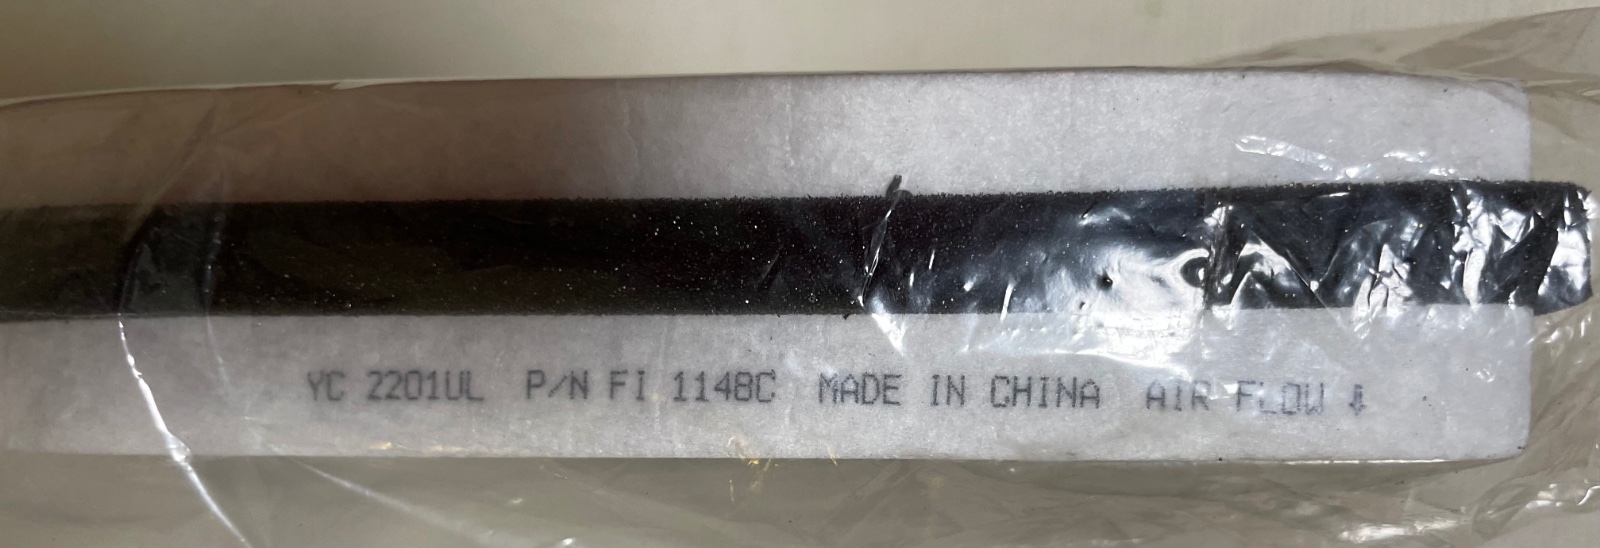 YC 2201UL P/N FI 1148C MADE IN CHINA AIR FLOW ↓